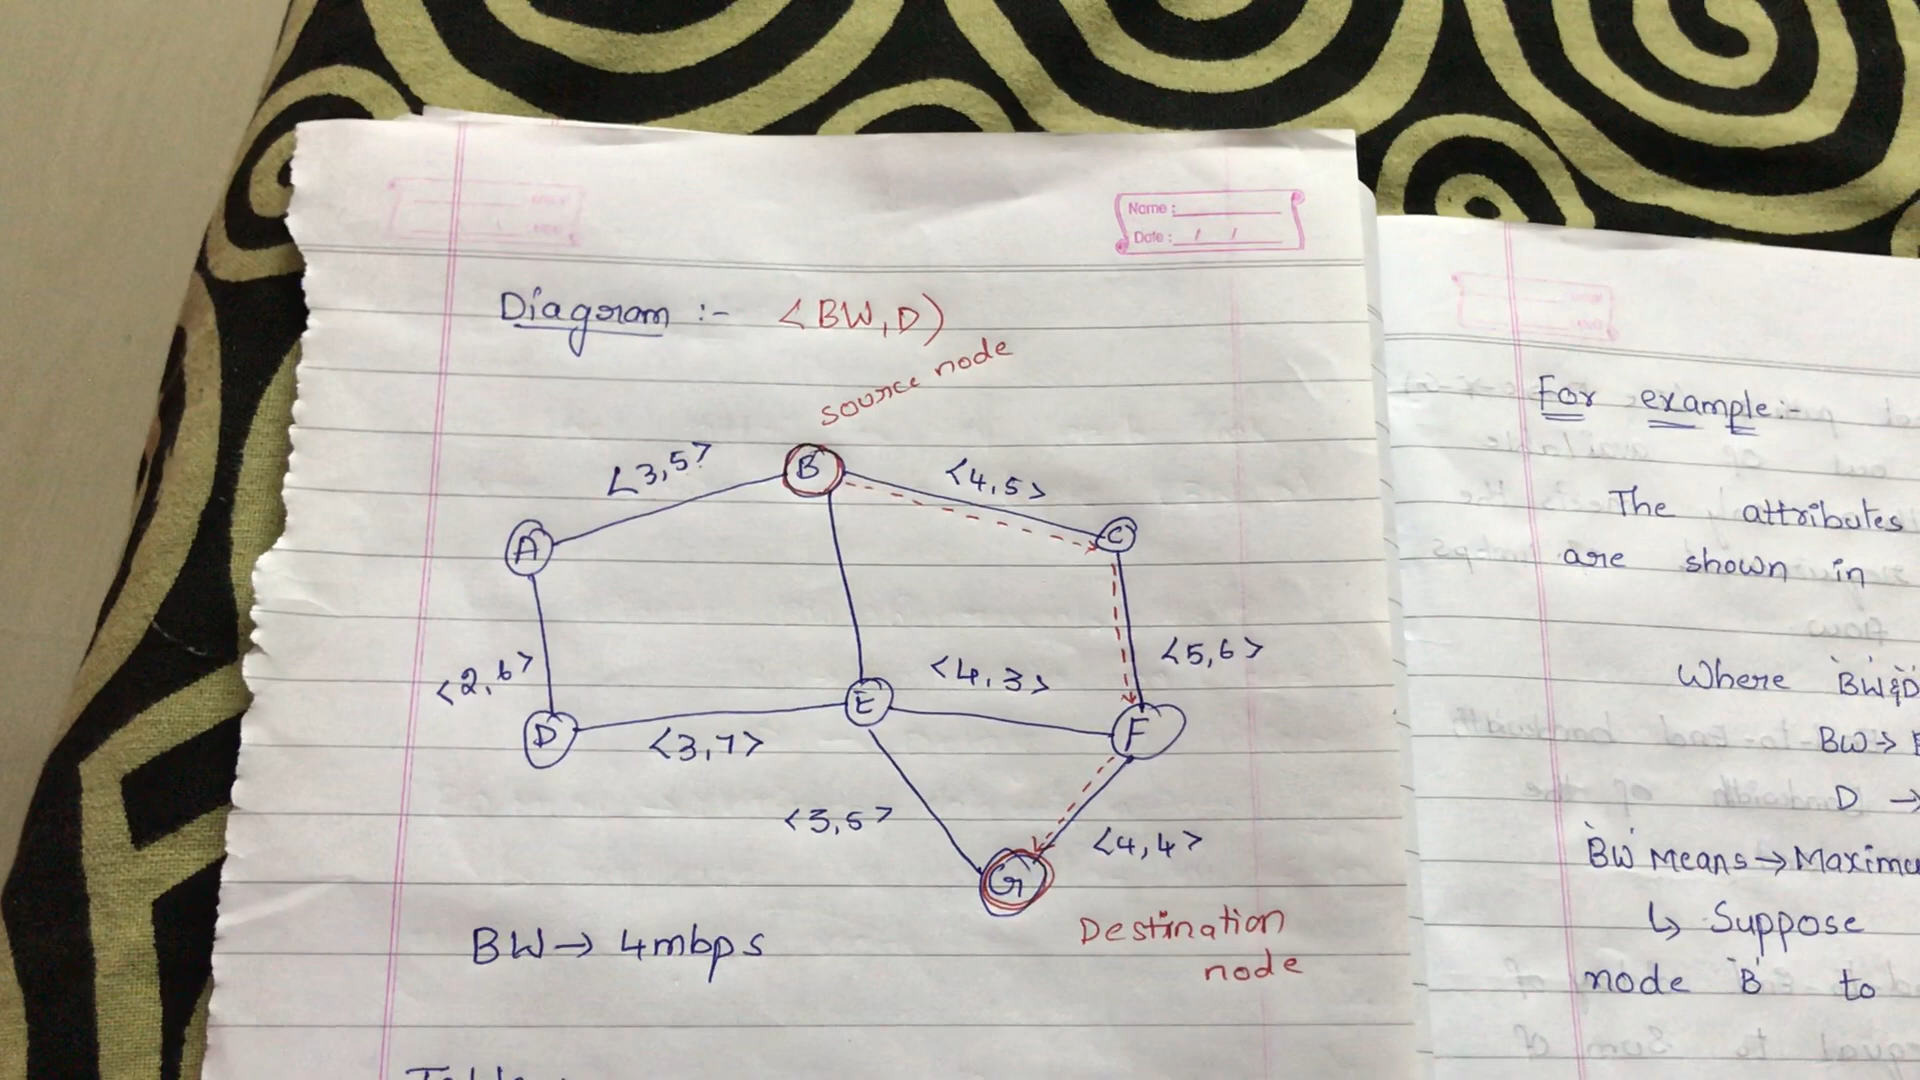 Name :
Date : / /
Diagram :- <BW, D)
source node
<3,5>
B
<4,5>
A
C
<2,6>
<4,3>
<5,6>
E
D
F
<3,7>
<3,5>
<4,4>
G
BW → 4mbps
Destination
node
For example:-
The attributes
are shown in
Where 'BW&D
BW →
D →
'BW' Means → Maximu
↳ Suppose
node 'B' to